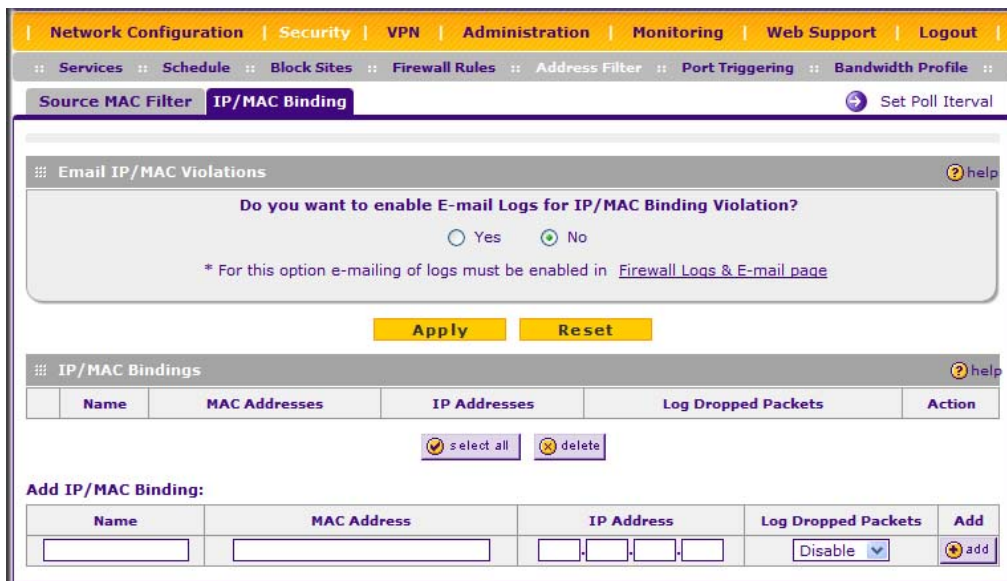 Network Configuration | Security | VPN | Administration | Monitoring | Web Support | Logout |
:: Services :: Schedule :: Block Sites :: Firewall Rules :: Address Filter :: Port Triggering :: Bandwidth Profile ::
Source MAC Filter IP/MAC Binding Set Poll Iterval
Email IP/MAC Violations ? help
Do you want to enable E-mail Logs for IP/MAC Binding Violation?
Yes No
* For this option e-mailing of logs must be enabled in Firewall Logs & E-mail page
Apply Reset
IP/MAC Bindings ? help
Name MAC Addresses IP Addresses Log Dropped Packets Action
select all delete
Add IP/MAC Binding:
Name MAC Address IP Address Log Dropped Packets Add
. . . Disable add